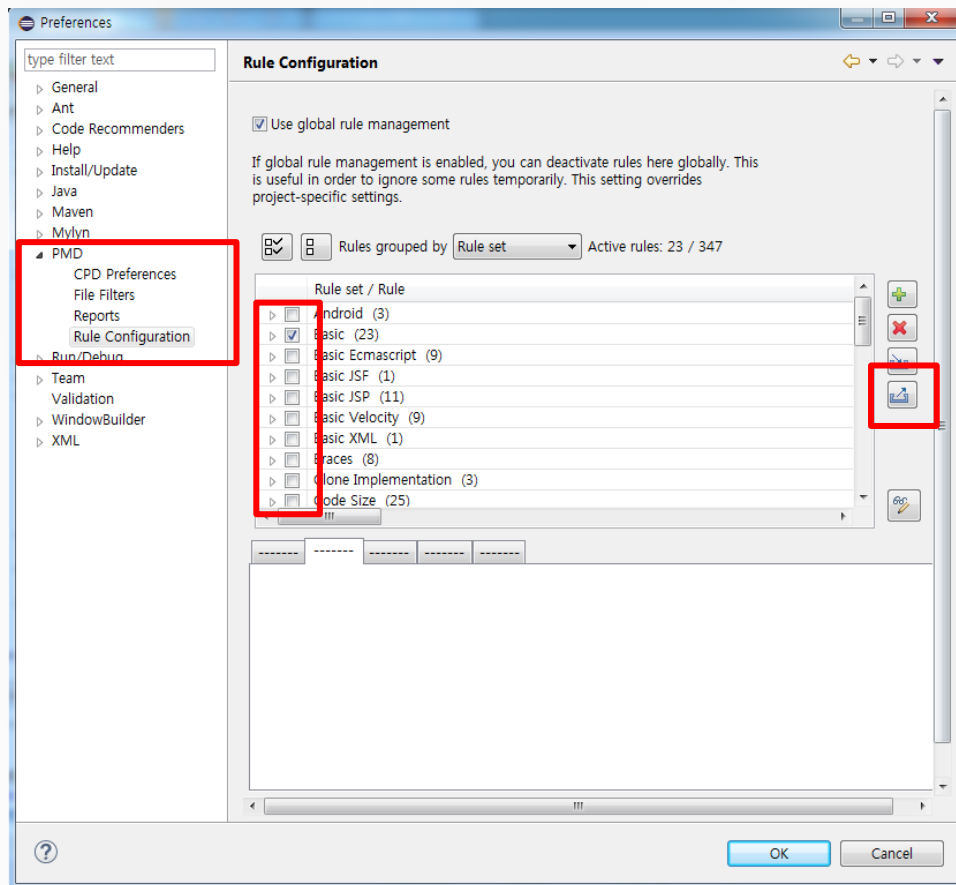 Preferences
type filter text
General
Ant
Code Recommenders
Help
Install/Update
Java
Maven
Mylyn
PMD
CPD Preferences
File Filters
Reports
Rule Configuration
Run/Debug
Team
Validation
WindowBuilder
XML
Rule Configuration
Use global rule management
If global rule management is enabled, you can deactivate rules here globally. This
is useful in order to ignore some rules temporarily. This setting overrides
project-specific settings.
Rules grouped by Rule set Active rules: 23 / 347
Rule set / Rule
Android (3)
Basic (23)
Basic Ecmascript (9)
Basic JSF (1)
Basic JSP (11)
Basic Velocity (9)
Basic XML (1)
Braces (8)
Clone Implementation (3)
Code Size (25)
------- ------- ------- ------- -------
OK Cancel